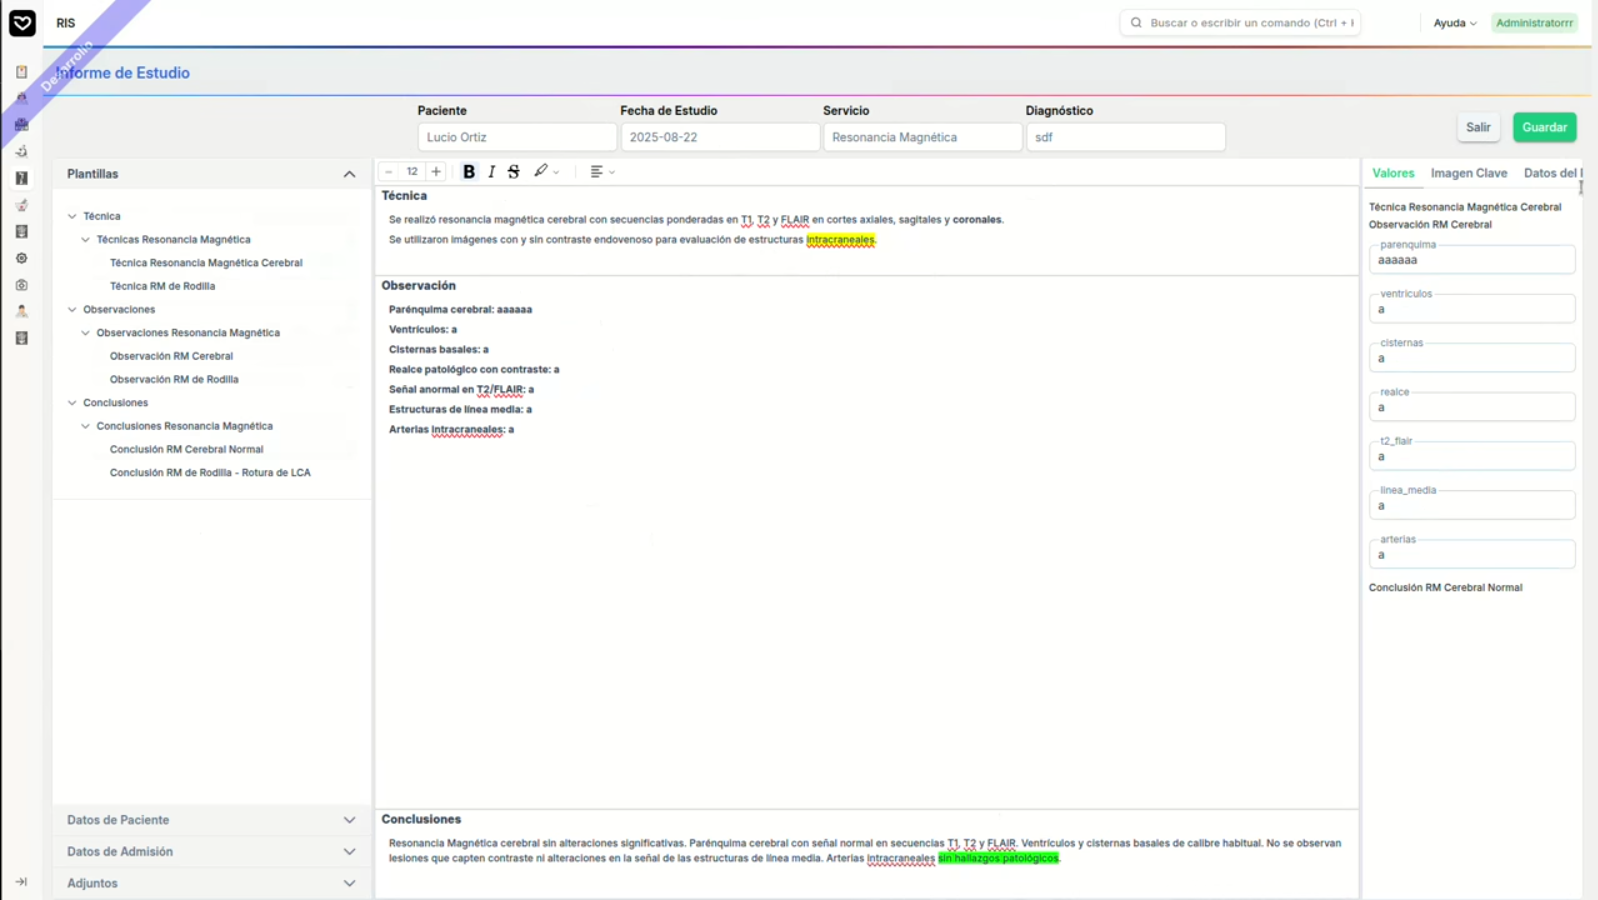 RIS
Buscar o escribir un comando (Ctrl +
Ayuda
Administratorrr
Desarrollo
Informe de Estudio
Paciente
Lucio Ortiz
Fecha de Estudio
2025-08-22
Servicio
Resonancia Magnética
Diagnóstico
sdf
Salir
Guardar
Plantillas
Técnica
Técnicas Resonancia Magnética
Técnica Resonancia Magnética Cerebral
Técnica RM de Rodilla
Observaciones
Observaciones Resonancia Magnética
Observación RM Cerebral
Observación RM de Rodilla
Conclusiones
Conclusiones Resonancia Magnética
Conclusión RM Cerebral Normal
Conclusión RM de Rodilla - Rotura de LCA
Datos de Paciente
Datos de Admisión
Adjuntos
− 12 + B I S
Técnica
Se realizó resonancia magnética cerebral con secuencias ponderadas en T1, T2 y FLAIR en cortes axiales, sagitales y coronales.
Se utilizaron imágenes con y sin contraste endovenoso para evaluación de estructuras intracraneales.
Observación
Parénquima cerebral: aaaaaa
Ventrículos: a
Cisternas basales: a
Realce patológico con contraste: a
Señal anormal en T2/FLAIR: a
Estructuras de línea media: a
Arterias intracraneales: a
Conclusiones
Resonancia Magnética cerebral sin alteraciones significativas. Parénquima cerebral con señal normal en secuencias T1, T2 y FLAIR. Ventrículos y cisternas basales de calibre habitual. No se observan
lesiones que capten contraste ni alteraciones en la señal de las estructuras de línea media. Arterias intracraneales sin hallazgos patológicos.
Valores
Imagen Clave
Datos del
Técnica Resonancia Magnética Cerebral
Observación RM Cerebral
parenquima
aaaaaa
ventriculos
a
cisternas
a
realce
a
t2_flair
a
linea_media
a
arterias
a
Conclusión RM Cerebral Normal